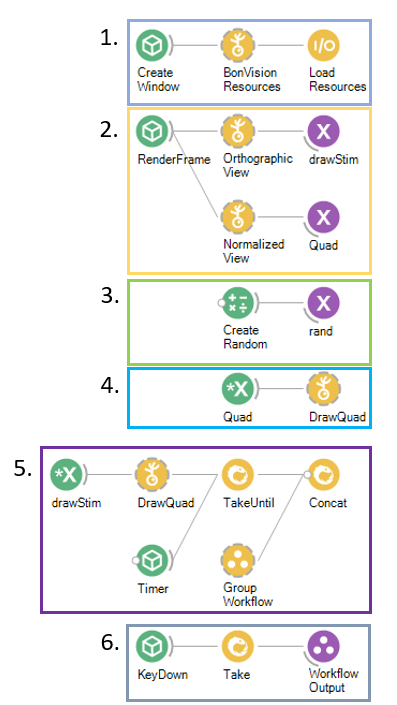 1.
I/O
Create Window
BonVision Resources
Load Resources
2.
X
RenderFrame
Orthographic View
drawStim
X
Normalized View
Quad
3.
X
Create Random
rand
4.
*X
Quad
DrawQuad
5.
*X
drawStim
DrawQuad
TakeUntil
Concat
Timer
Group Workflow
6.
KeyDown
Take
Workflow Output